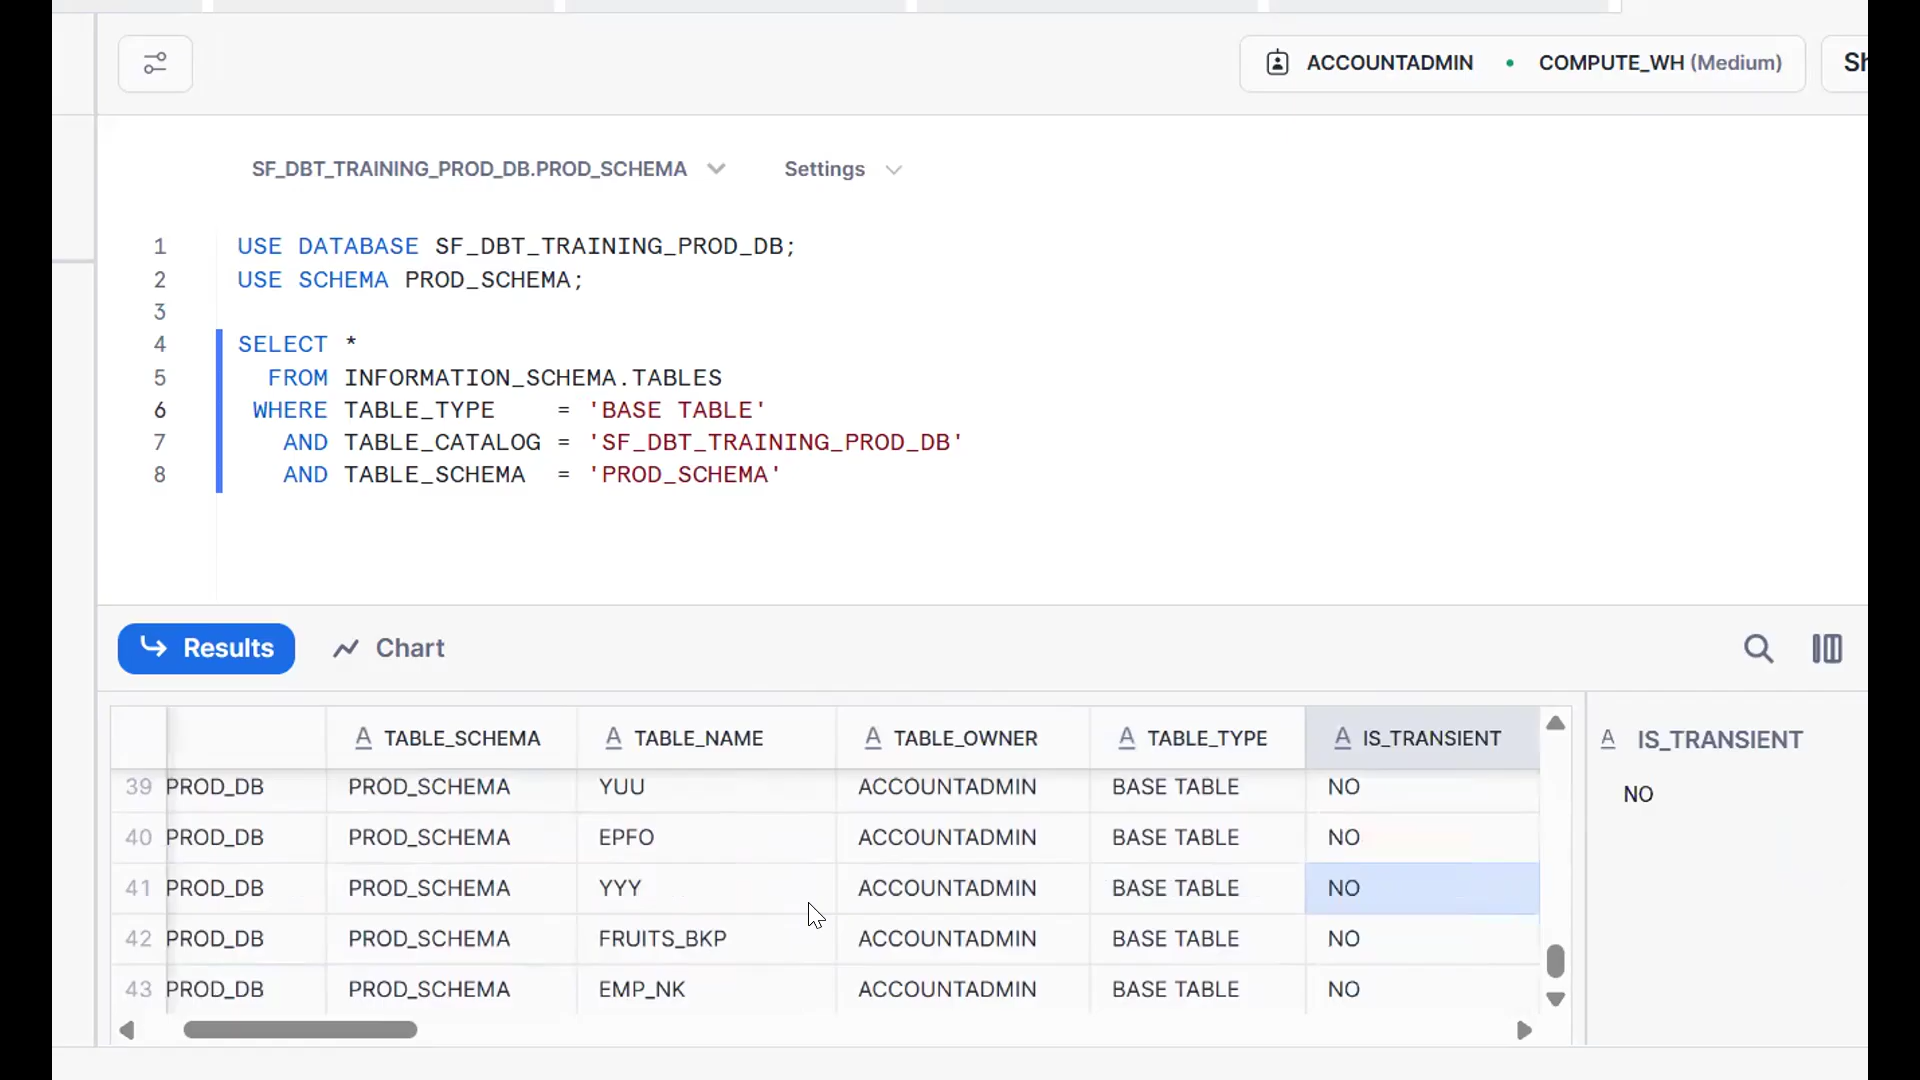 ACCOUNTADMIN • COMPUTE_WH (Medium)
SF_DBT_TRAINING_PROD_DB.PROD_SCHEMA Settings
1 USE DATABASE SF_DBT_TRAINING_PROD_DB;
2 USE SCHEMA PROD_SCHEMA;
3
4 SELECT *
5 FROM INFORMATION_SCHEMA.TABLES
6 WHERE TABLE_TYPE = 'BASE TABLE'
7 AND TABLE_CATALOG = 'SF_DBT_TRAINING_PROD_DB'
8 AND TABLE_SCHEMA = 'PROD_SCHEMA'
Results Chart
A TABLE_SCHEMA A TABLE_NAME A TABLE_OWNER A TABLE_TYPE A IS_TRANSIENT A IS_TRANSIENT
39 PROD_DB PROD_SCHEMA YUU ACCOUNTADMIN BASE TABLE NO NO
40 PROD_DB PROD_SCHEMA EPFO ACCOUNTADMIN BASE TABLE NO
41 PROD_DB PROD_SCHEMA YYY ACCOUNTADMIN BASE TABLE NO
42 PROD_DB PROD_SCHEMA FRUITS_BKP ACCOUNTADMIN BASE TABLE NO
43 PROD_DB PROD_SCHEMA EMP_NK ACCOUNTADMIN BASE TABLE NO